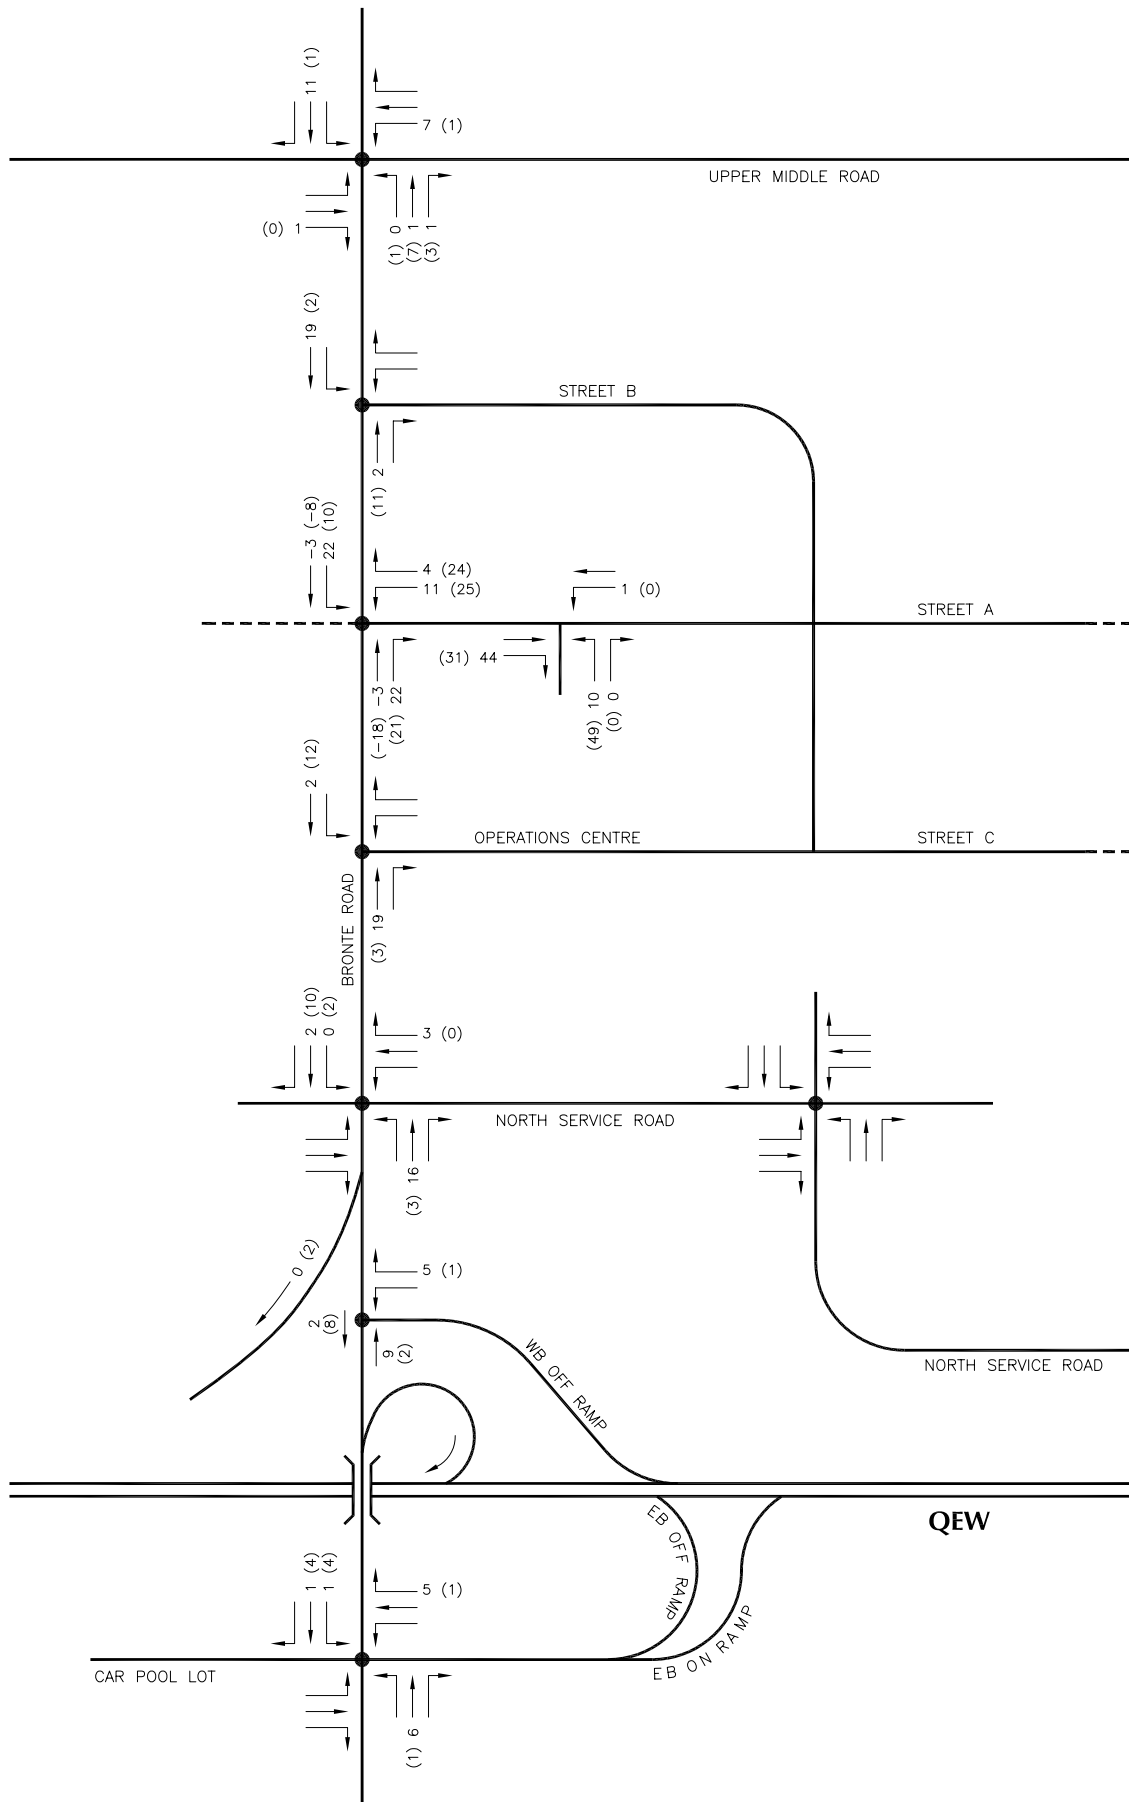 11 (1)
7 (1)
UPPER MIDDLE ROAD
(0) 1
(1) 0
(7) 1
(3) 1
19 (2)
STREET B
(11) 2
-3 (-8)
22 (10)
4 (24)
11 (25)
1 (0)
STREET A
(31) 44
(-18) -3
(21) 22
(49) 10
(0) 0
2 (12)
OPERATIONS CENTRE
STREET C
BRONTE ROAD
(3) 19
2 (10)
0 (2)
3 (0)
NORTH SERVICE ROAD
(3) 16
0 (2)
5 (1)
2
(8)
9
(2)
WB OFF RAMP
NORTH SERVICE ROAD
QEW
EB OFF RAMP
EB ON RAMP
1 (4)
1 (4)
5 (1)
CAR POOL LOT
(1) 6